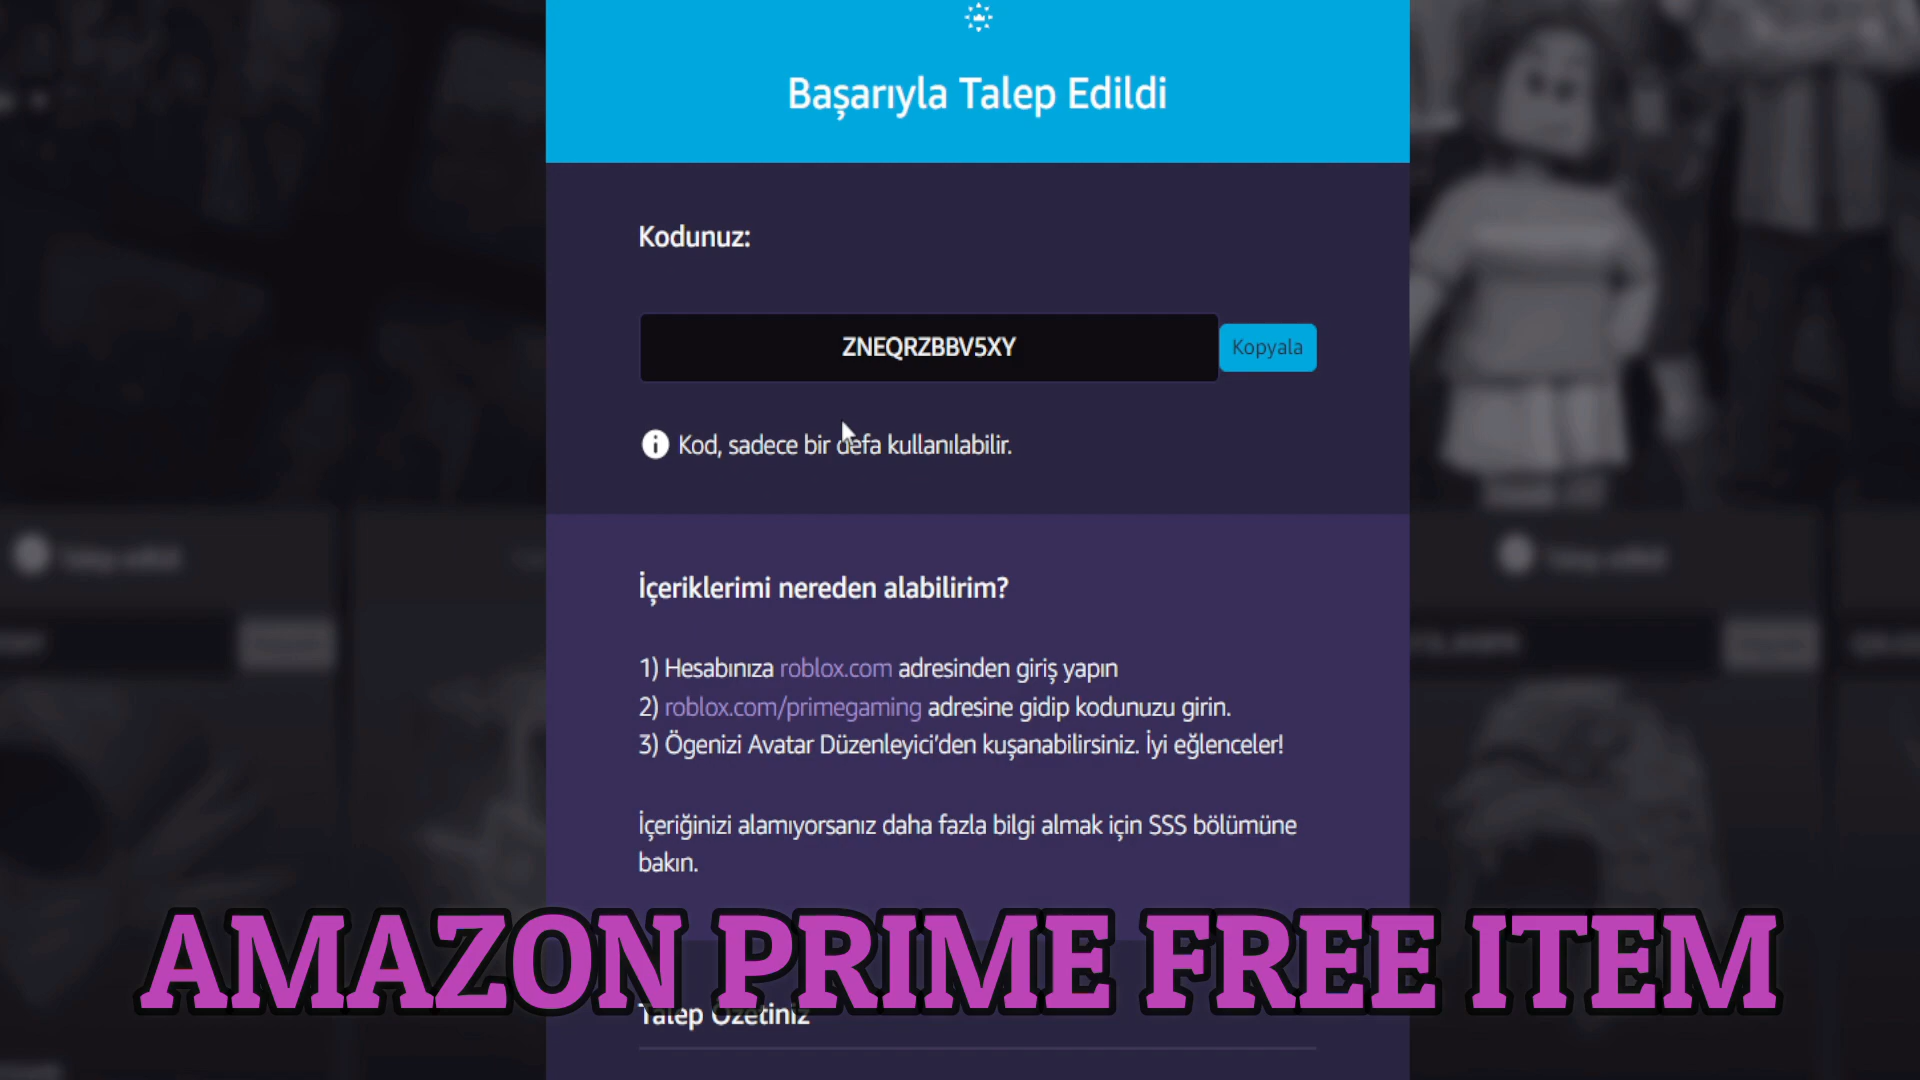 Başarıyla Talep Edildi
Kodunuz:
ZNEQRZBBV5XY
Kopyala
Kod, sadece bir defa kullanılabilir.
İçeriklerimi nereden alabilirim?
1) Hesabınıza roblox.com adresinden giriş yapın
2) roblox.com/primegaming adresine gidip kodunuzu girin.
3) Ögenizi Avatar Düzenleyici'den kuşanabilirsiniz. İyi eğlenceler!
İçeriğinizi alamıyorsanız daha fazla bilgi almak için SSS bölümüne
bakın.
AMAZON PRIME FREE ITEM
Talep Özetiniz